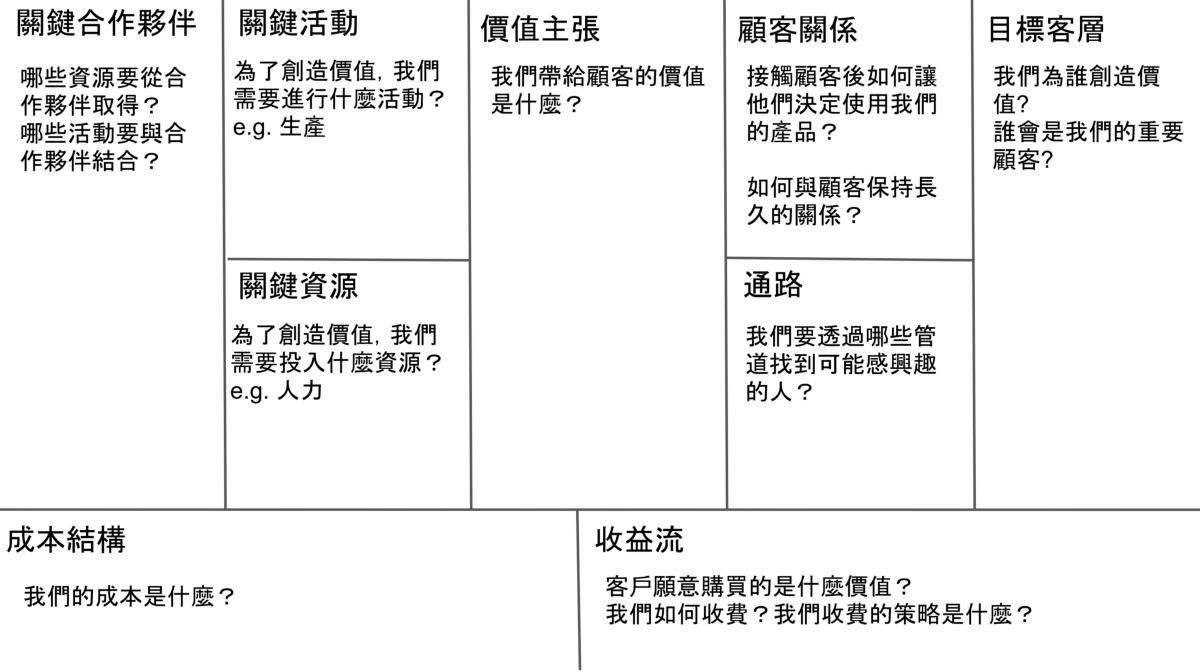 關鍵合作夥伴
哪些資源要從合
作夥伴取得？
哪些活動要與合
作夥伴結合？
關鍵活動
為了創造價值，我們
需要進行什麼活動？
e.g. 生產
關鍵資源
為了創造價值，我們
需要投入什麼資源？
e.g. 人力
價值主張
我們帶給顧客的價值
是什麼？
顧客關係
接觸顧客後如何讓
他們決定使用我們
的產品？
如何與顧客保持長
久的關係？
通路
我們要透過哪些管
道找到可能感興趣
的人？
目標客層
我們為誰創造價
值?
誰會是我們的重要
顧客?
成本結構
我們的成本是什麼？
收益流
客戶願意購買的是什麼價值？
我們如何收費？我們收費的策略是什麼？